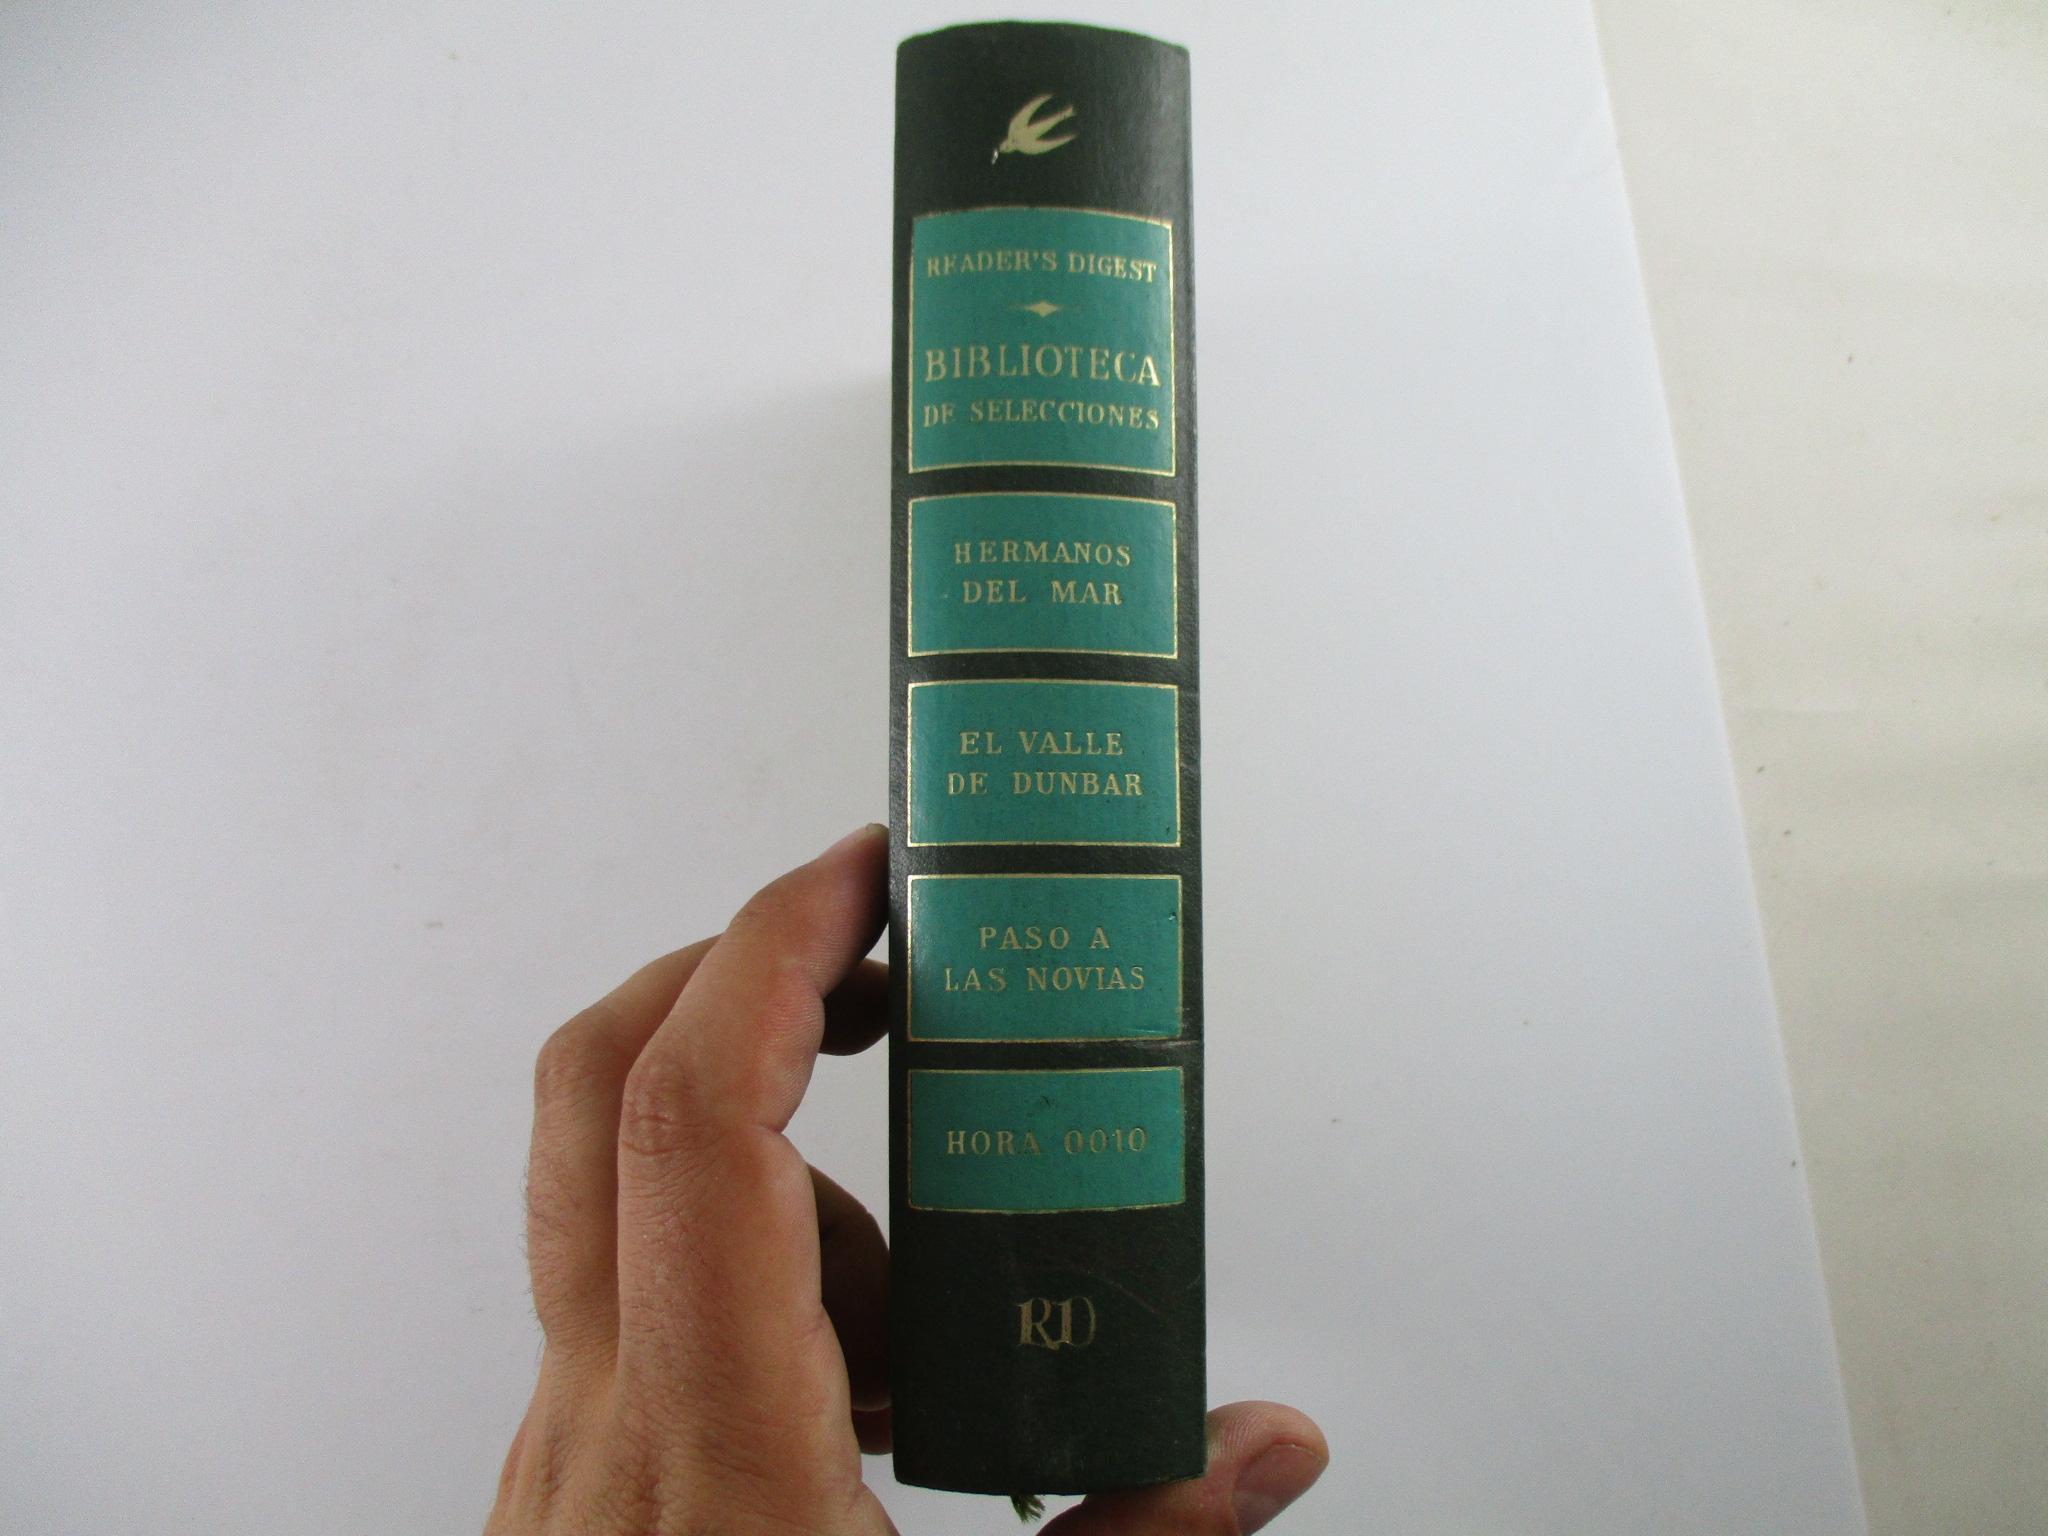 READER'S DIGEST
BIBLIOTECA
DE SELECCIONES
HERMANOS
DEL MAR
EL VALLE
DE DUNBAR
PASO A
LAS NOVIAS
HORA 0010
RD